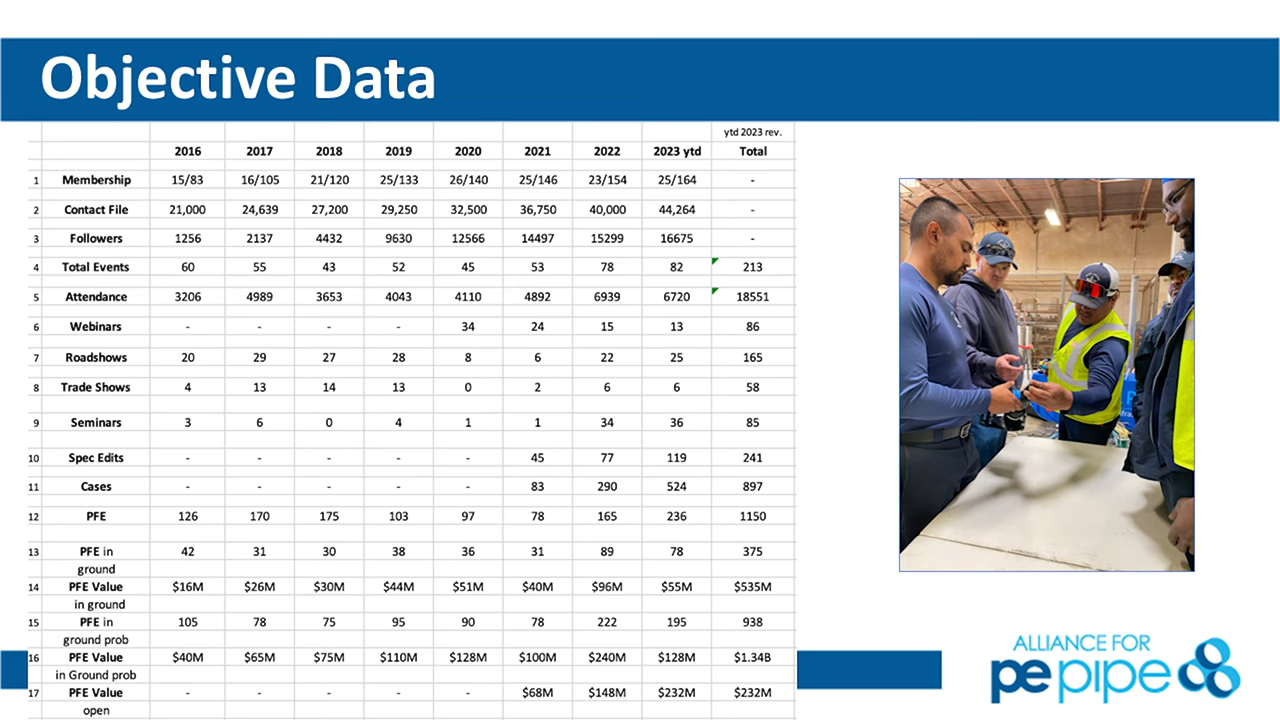 Objective Data
ytd 2023 rev.
2016 2017 2018 2019 2020 2021 2022 2023 ytd Total
1 Membership 15/83 16/105 21/120 25/133 26/140 25/146 23/154 25/164 -
2 Contact File 21,000 24,639 27,200 29,250 32,500 36,750 40,000 44,264 -
3 Followers 1256 2137 4432 9630 12566 14497 15299 16675 -
4 Total Events 60 55 43 52 45 53 78 82 213
5 Attendance 3206 4989 3653 4043 4110 4892 6939 6720 18551
6 Webinars - - - - 34 24 15 13 86
7 Roadshows 20 29 27 28 8 6 22 25 165
8 Trade Shows 4 13 14 13 0 2 6 6 58
9 Seminars 3 6 0 4 1 1 34 36 85
10 Spec Edits - - - - - 45 77 119 241
11 Cases - - - - - 83 290 524 897
12 PFE 126 170 175 103 97 78 165 236 1150
13 PFE in 42 31 30 38 36 31 89 78 375
ground
14 PFE Value $16M $26M $30M $44M $51M $40M $96M $55M $535M
in ground
15 PFE in 105 78 75 95 90 78 222 195 938
ground prob
16 PFE Value $40M $65M $75M $110M $128M $100M $240M $128M $1.34B
in Ground prob
17 PFE Value - - - - - $68M $148M $232M $232M
open
ALLIANCE FOR
pepipe